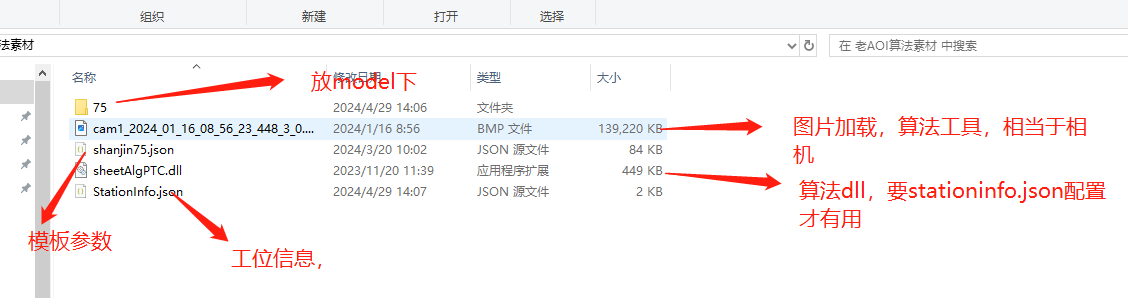 组织
新建
打开
选择
法素材
在 老AOI算法素材 中搜索
名称
修改日期
类型
大小
放model下
75
2024/4/29 14:06
文件夹
cam1_2024_01_16_08_56_23_448_3_0....
2024/1/16 8:56
BMP 文件
139,220 KB
图片加载，算法工具，相当于相
机
shanjin75.json
2024/3/20 10:02
JSON 源文件
84 KB
sheetAlgPTC.dll
2023/11/20 11:39
应用程序扩展
449 KB
算法dll，要stationinfo.json配置
才有用
StationInfo.json
2024/4/29 14:07
JSON 源文件
2 KB
模板参数
工位信息，